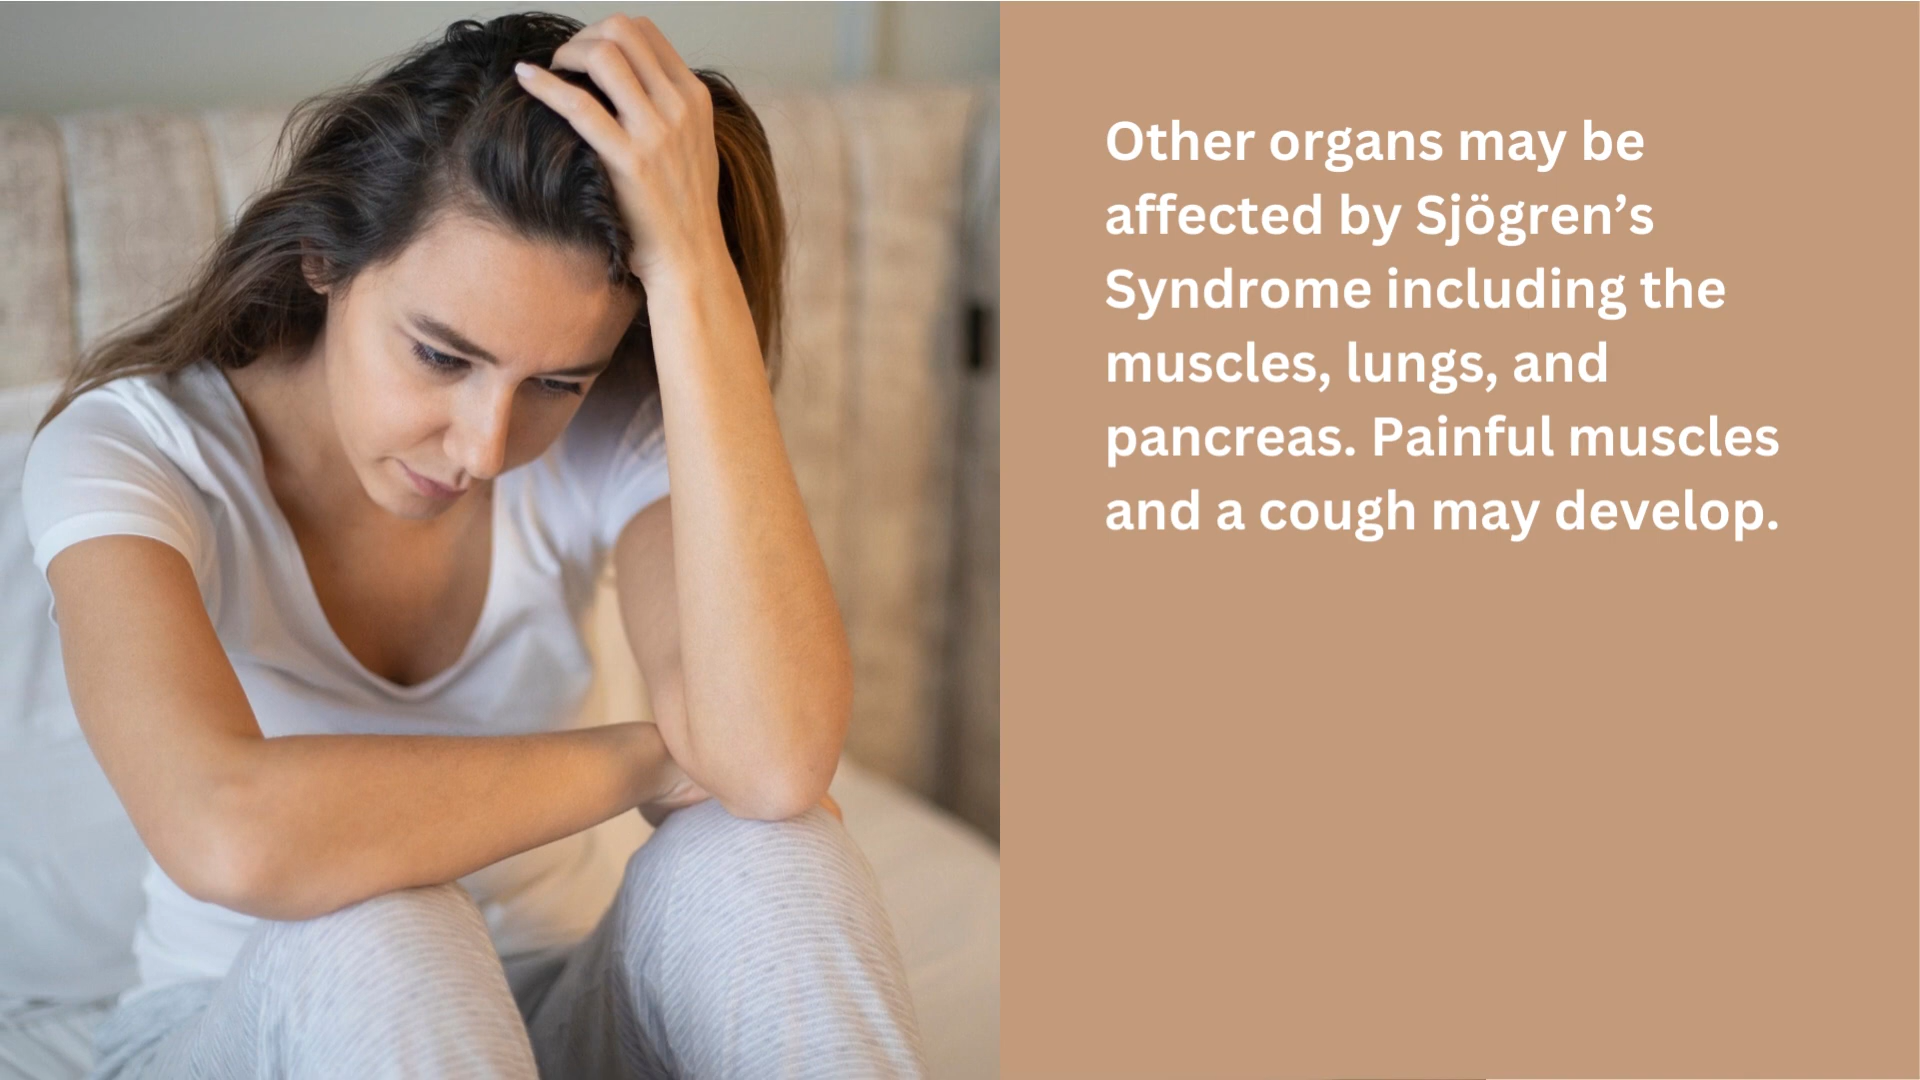 Other organs may be
affected by Sjögren’s
Syndrome including the
muscles, lungs, and
pancreas. Painful muscles
and a cough may develop.